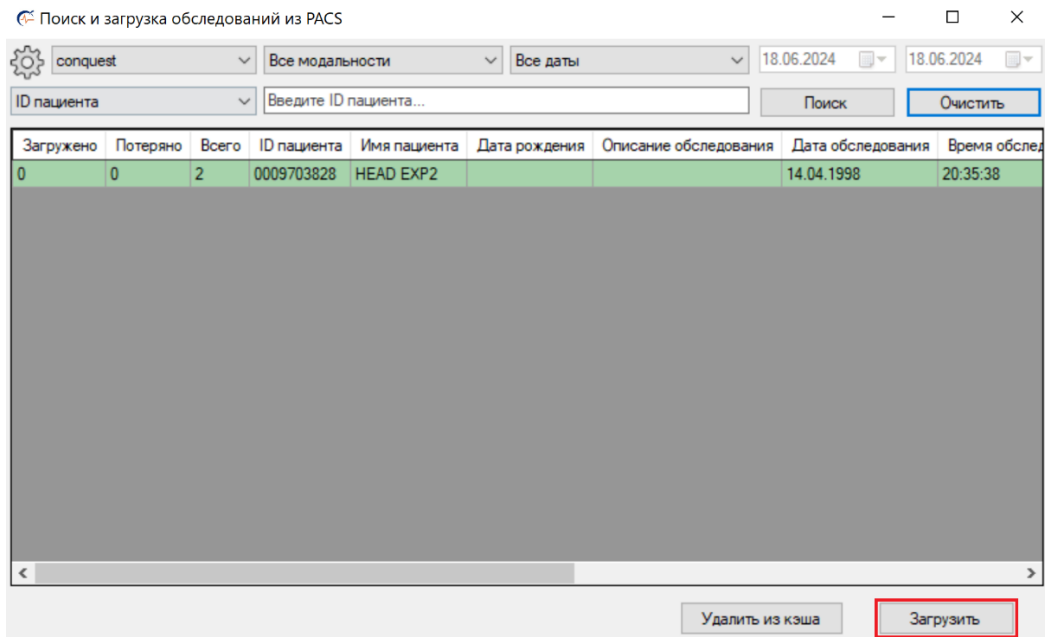 Поиск и загрузка обследований из PACS
conquest Все модальности Все даты 18.06.2024 18.06.2024
ID пациента Введите ID пациента... Поиск Очистить
Загружено Потеряно Всего ID пациента Имя пациента Дата рождения Описание обследования Дата обследования Время обслед
0 0 2 0009703828 HEAD EXP2 14.04.1998 20:35:38
Удалить из кэша Загрузить